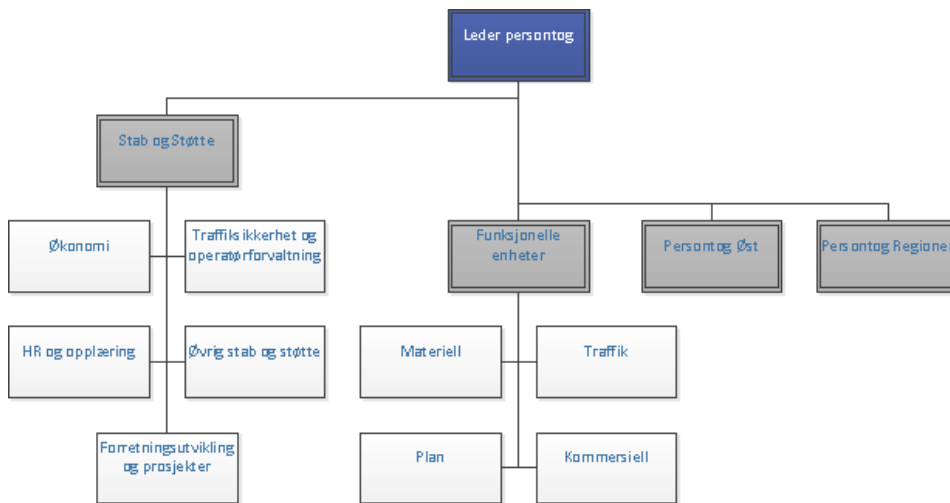 Leder persontog
Stab og Støtte
Økonomi
Traffiksikkerhet og
operatørforvaltning
HR og opplæring
Øvrig stab og støtte
Forretningsutvikling
og prosjekter
Funksjonelle
enheter
Persontog Øst
Persontog Regioner
Materiell
Traffik
Plan
Kommersiell